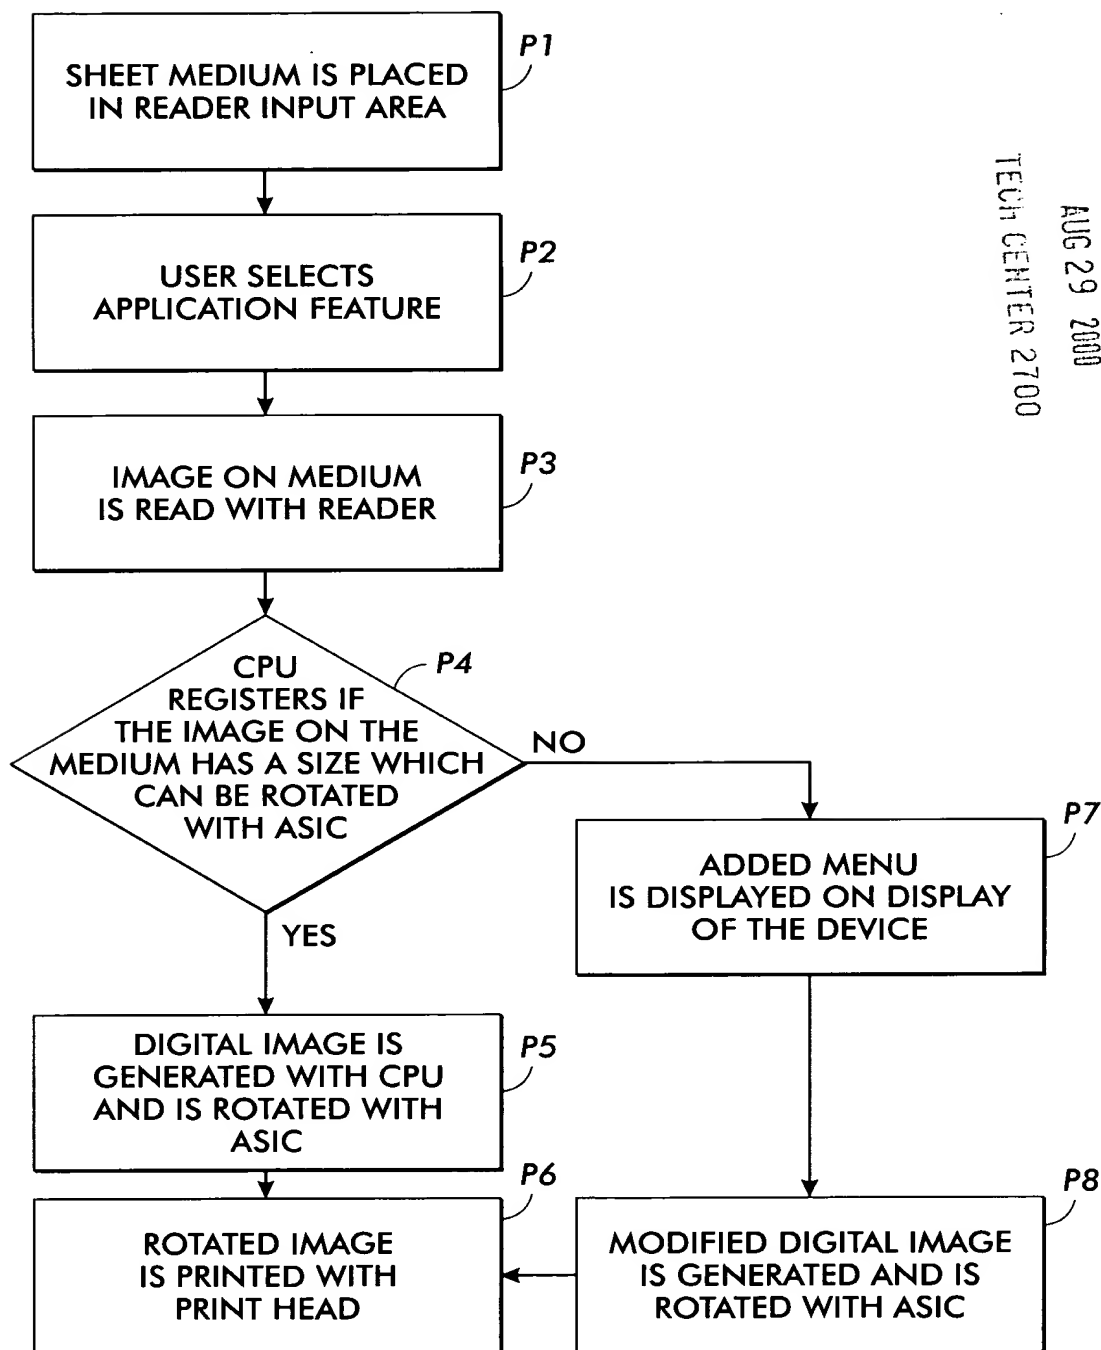 P1
SHEET MEDIUM IS PLACED
IN READER INPUT AREA
P2
USER SELECTS
APPLICATION FEATURE
AUG 29 2000
TECH CENTER 2700
P3
IMAGE ON MEDIUM
IS READ WITH READER
P4
CPU
REGISTERS IF
THE IMAGE ON THE
MEDIUM HAS A SIZE WHICH
CAN BE ROTATED
WITH ASIC
NO
YES
P7
ADDED MENU
IS DISPLAYED ON DISPLAY
OF THE DEVICE
P5
DIGITAL IMAGE IS
GENERATED WITH CPU
AND IS ROTATED WITH
ASIC
P6
ROTATED IMAGE
IS PRINTED WITH
PRINT HEAD
P8
MODIFIED DIGITAL IMAGE
IS GENERATED AND IS
ROTATED WITH ASIC